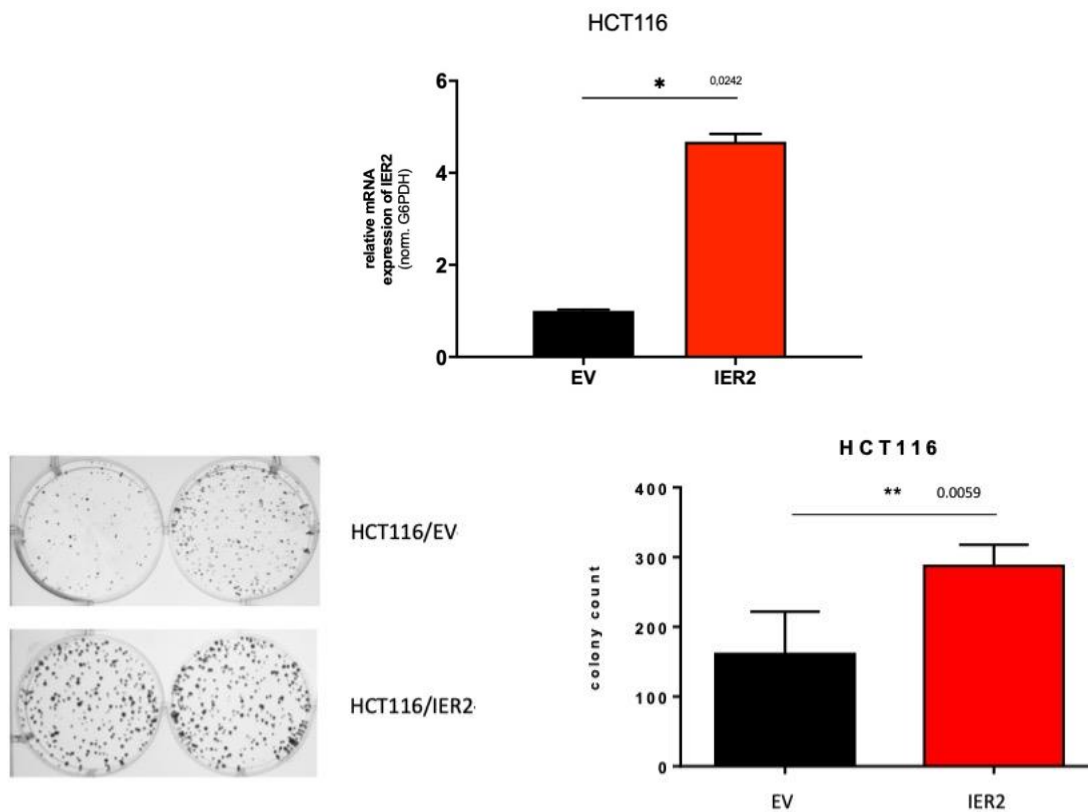 HCT116
6
4
2
0
relative mRNA
expression of IER2
(norm. G6PDH)
* 0,0242
EV IER2
HCT116/EV
HCT116/IER2
HCT116
400
300
200
100
0
colony count
** 0.0059
EV IER2